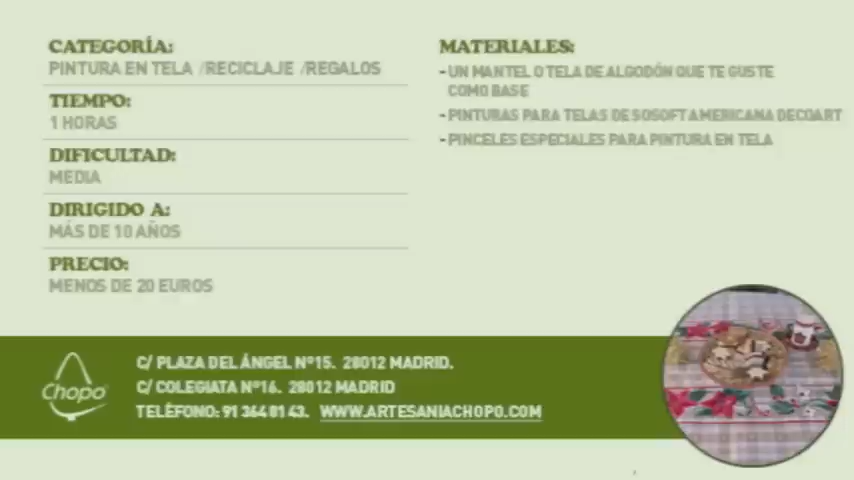 CATEGORÍA:
PINTURA EN TELA /RECICLAJE /REGALOS
TIEMPO:
1 HORAS
DIFICULTAD:
MEDIA
DIRIGIDO A:
MÁS DE 10 AÑOS
PRECIO:
MENOS DE 20 EUROS
MATERIALES:
- UN MANTEL O TELA DE ALGODÓN QUE TE GUSTE
COMO BASE
- PINTURAS PARA TELAS DE SOSOFT AMERICANA DECOART
- PINCELES ESPECIALES PARA PINTURA EN TELA
Chopo
C/ PLAZA DEL ÁNGEL Nº15. 28012 MADRID.
C/ COLEGIATA Nº16. 28012 MADRID
TELÉFONO: 91 364 01 43. WWW.ARTESANIACHOPO.COM